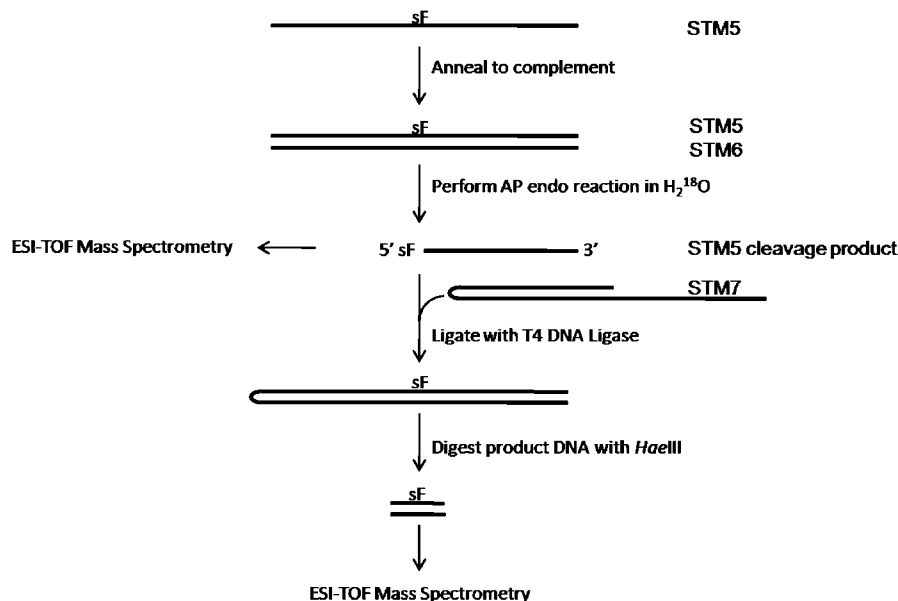 sF
STM5
Anneal to complement
sF
STM5
STM6
Perform AP endo reaction in H₂¹⁸O
ESI-TOF Mass Spectrometry
5’ sF
3’
STM5 cleavage product
STM7
Ligate with T4 DNA Ligase
sF
Digest product DNA with HaeIII
sF
ESI-TOF Mass Spectrometry